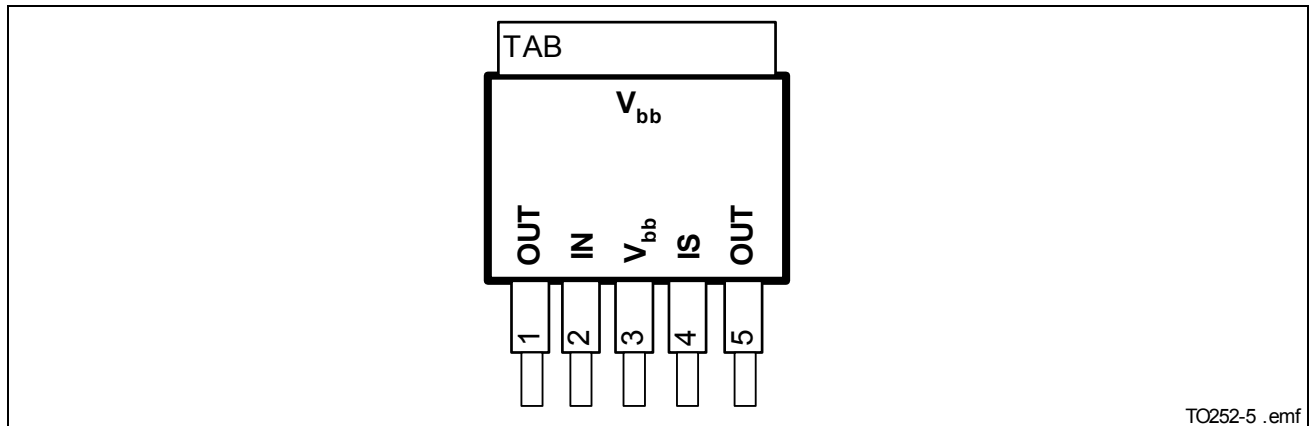 TAB
Vbb
OUT IN Vbb IS OUT
1 2 3 4 5
TO252-5 .emf